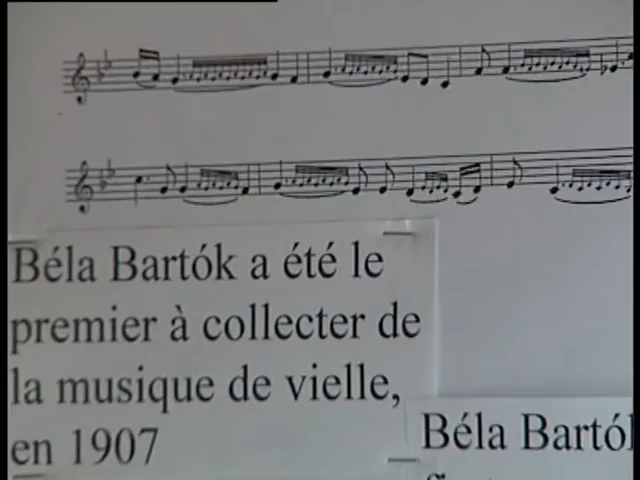 Béla Bartók a été le
premier à collecter de
la musique de vielle,
en 1907
Béla Bartók